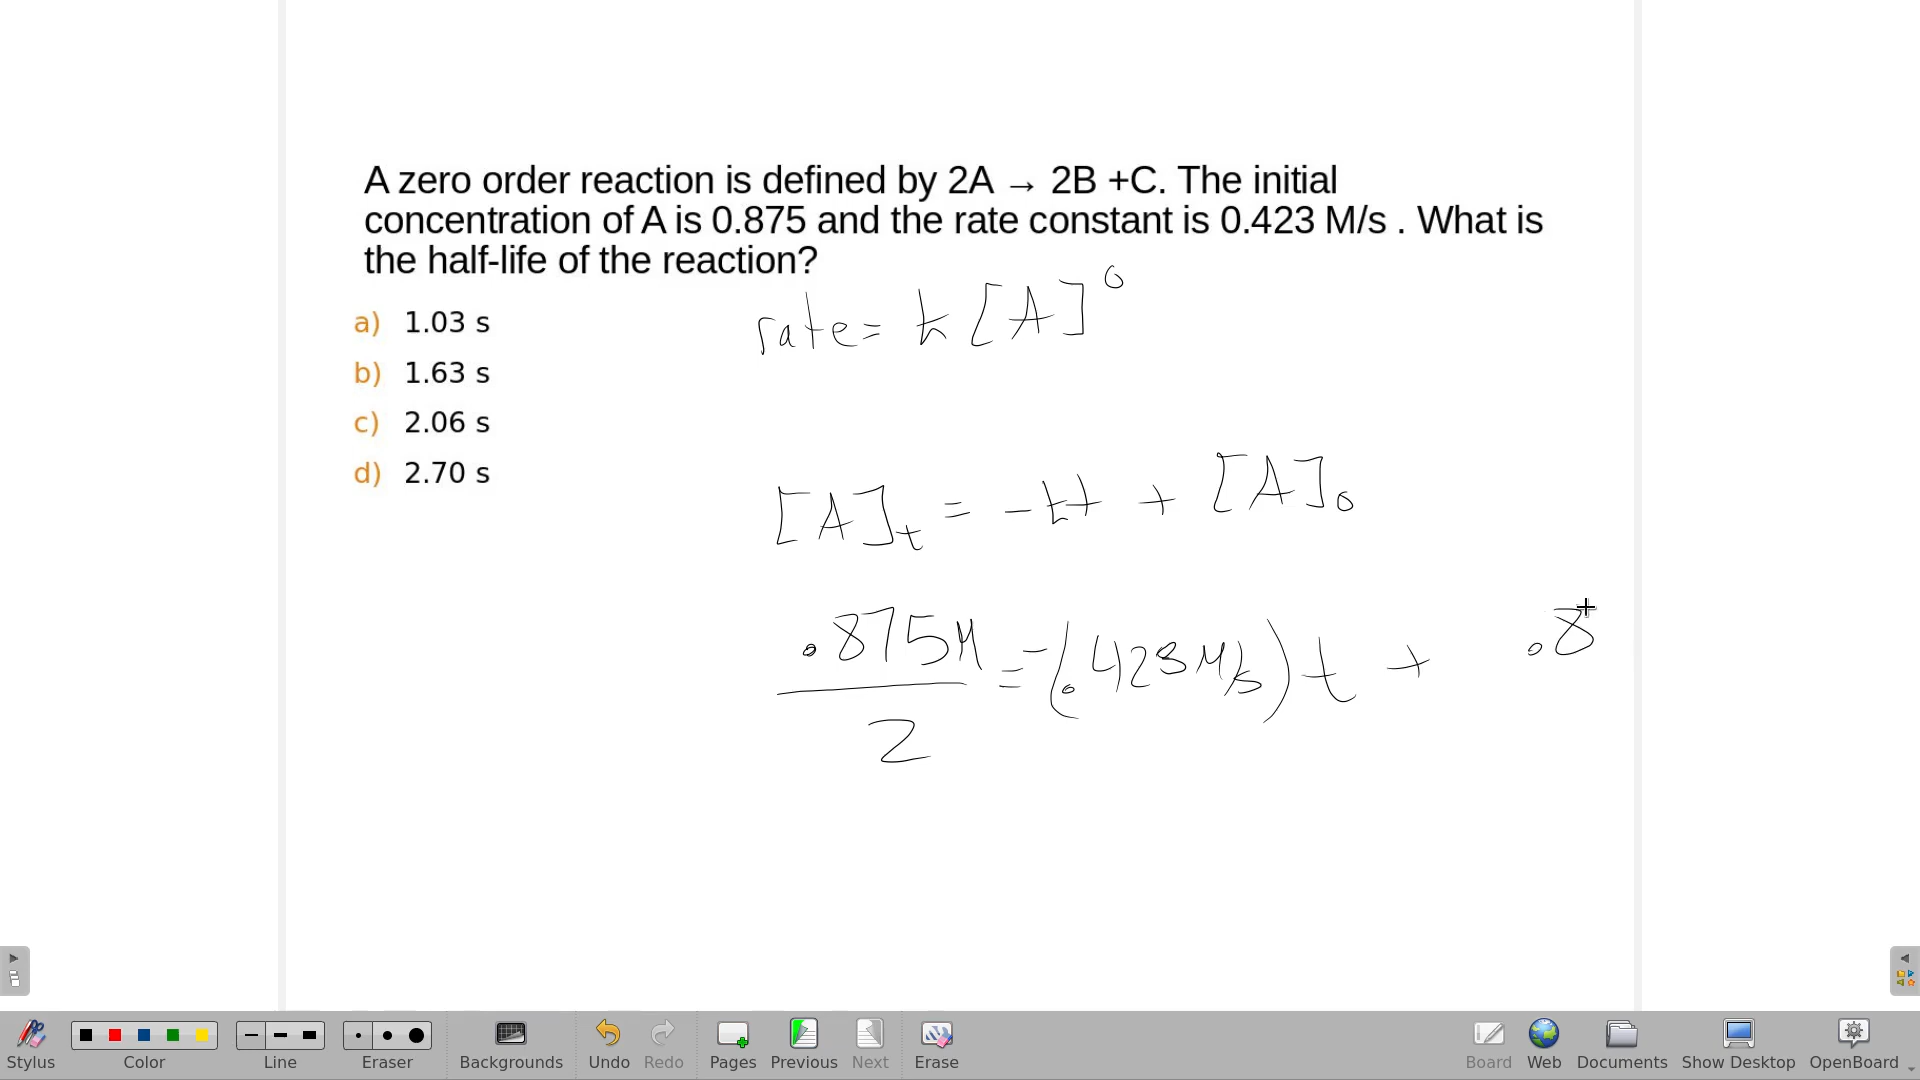 A zero order reaction is defined by 2A → 2B +C. The initial
concentration of A is 0.875 and the rate constant is 0.423 M/s . What is
the half-life of the reaction?
a) 1.03 s
b) 1.63 s
c) 2.06 s
d) 2.70 s
rate = k[A]⁰
[A]t = -kt + [A]₀
.875M/2 = -(.423 M/s)t + .8
Stylus
Color
Line
Eraser
Backgrounds
Undo
Redo
Pages
Previous
Next
Erase
Board
Web
Documents
Show Desktop
OpenBoard